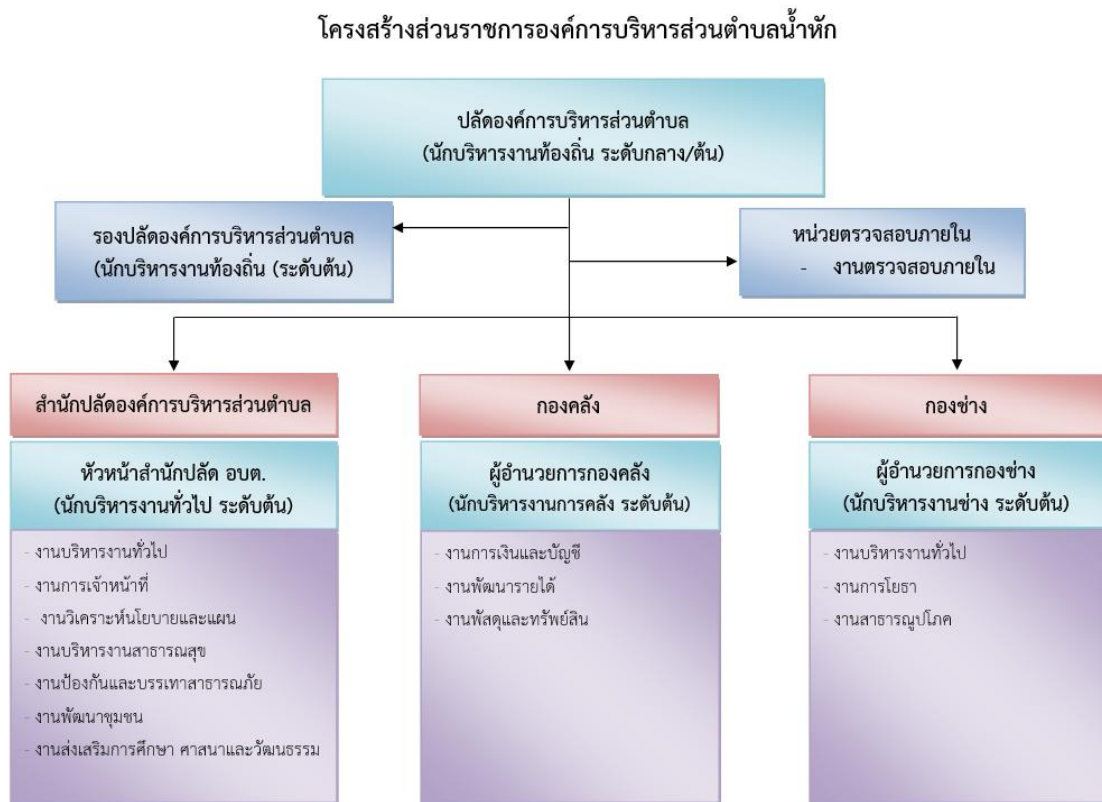 โครงสร้างส่วนราชการองค์การบริหารส่วนตำบลน้ำหัก
ปลัดองค์การบริหารส่วนตำบล
(นักบริหารงานท้องถิ่น ระดับกลาง/ต้น)
รองปลัดองค์การบริหารส่วนตำบล
(นักบริหารงานท้องถิ่น (ระดับต้น)
หน่วยตรวจสอบภายใน
- งานตรวจสอบภายใน
สำนักปลัดองค์การบริหารส่วนตำบล
หัวหน้าสำนักปลัด อบต.
(นักบริหารงานทั่วไป ระดับต้น)
- งานบริหารงานทั่วไป
- งานการเจ้าหน้าที่
- งานวิเคราะห์นโยบายและแผน
- งานบริหารงานสาธารณสุข
- งานป้องกันและบรรเทาสาธารณภัย
- งานพัฒนาชุมชน
- งานส่งเสริมการศึกษา ศาสนาและวัฒนธรรม
กองคลัง
ผู้อำนวยการกองคลัง
(นักบริหารงานการคลัง ระดับต้น)
- งานการเงินและบัญชี
- งานพัฒนารายได้
- งานพัสดุและทรัพย์สิน
กองช่าง
ผู้อำนวยการกองช่าง
(นักบริหารงานช่าง ระดับต้น)
- งานบริหารงานทั่วไป
- งานการโยธา
- งานสาธารณูปโภค